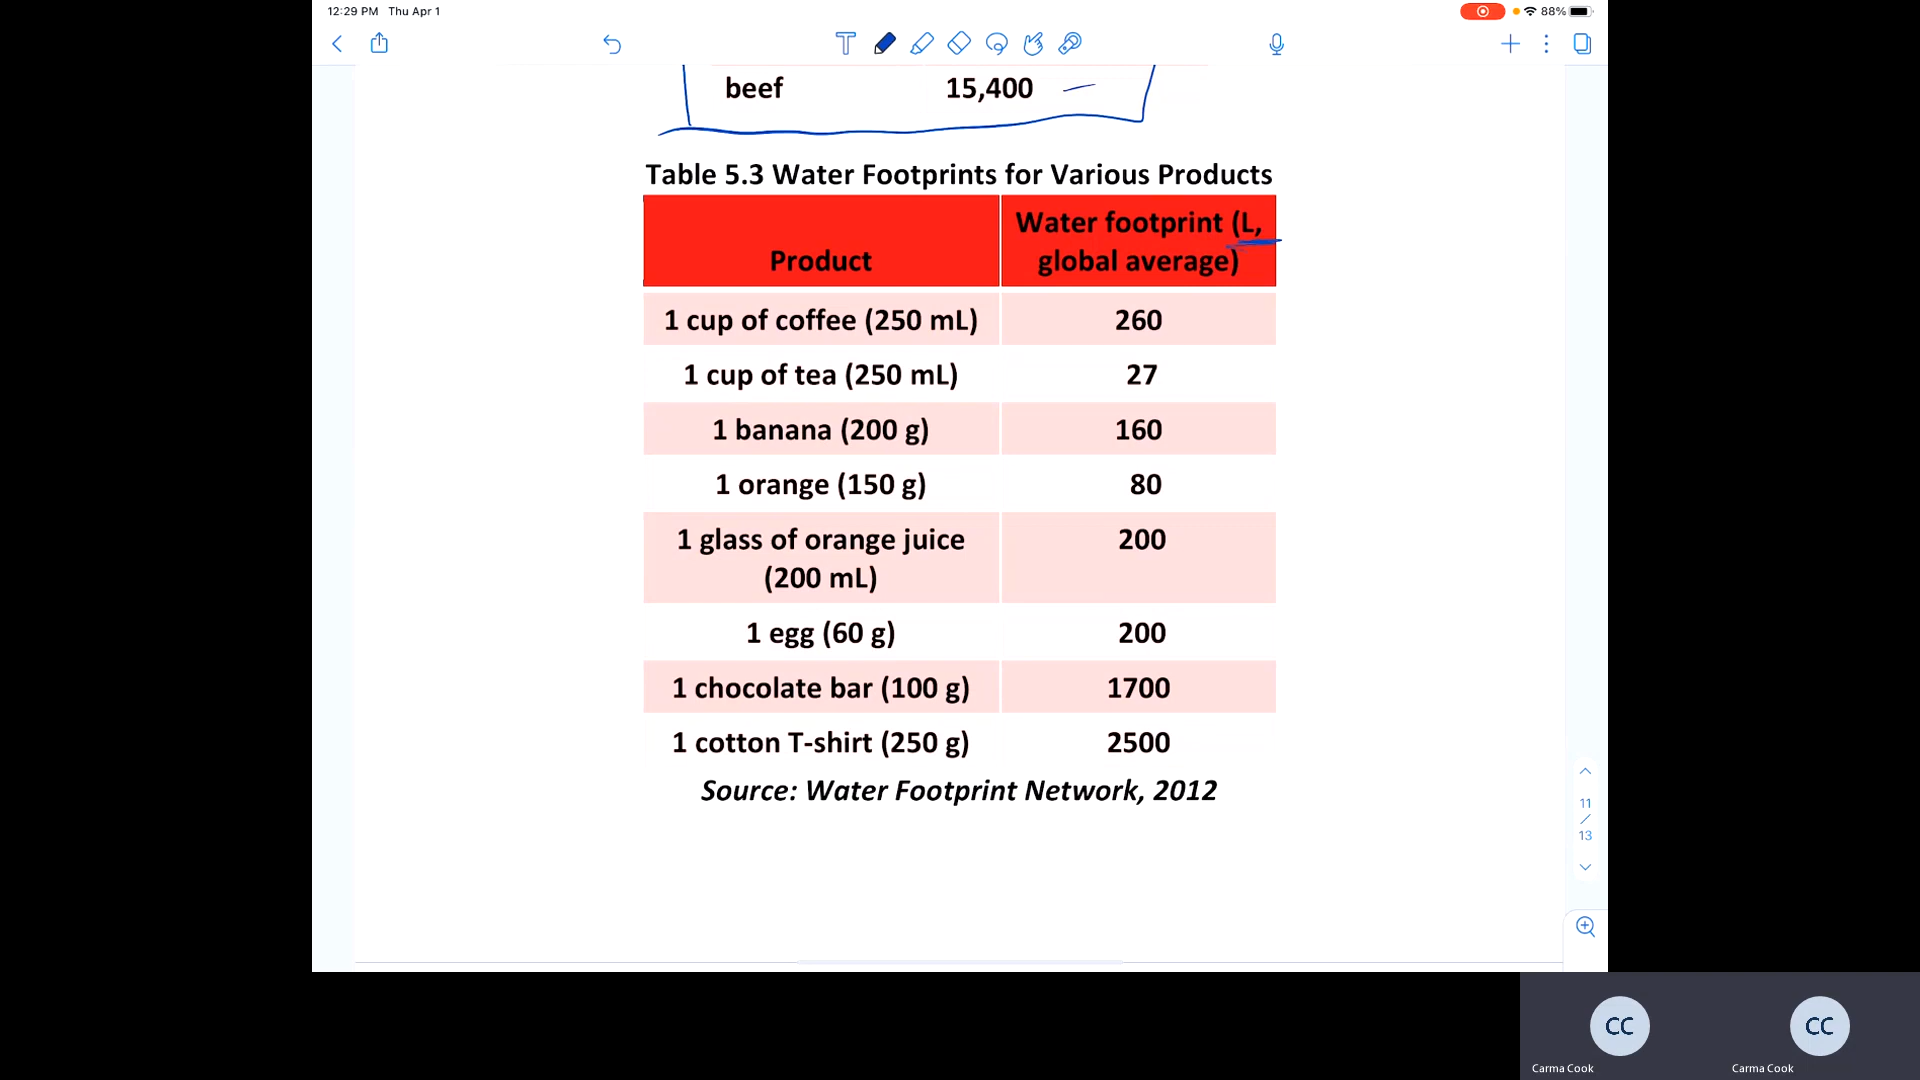 12:29 PM Thu Apr 1
88%
T
beef 15,400
Table 5.3 Water Footprints for Various Products
Product
Water footprint (L,
global average)
1 cup of coffee (250 mL) 260
1 cup of tea (250 mL) 27
1 banana (200 g) 160
1 orange (150 g) 80
1 glass of orange juice 200
(200 mL)
1 egg (60 g) 200
1 chocolate bar (100 g) 1700
1 cotton T-shirt (250 g) 2500
Source: Water Footprint Network, 2012
11
/
13
CC CC
Carma Cook Carma Cook